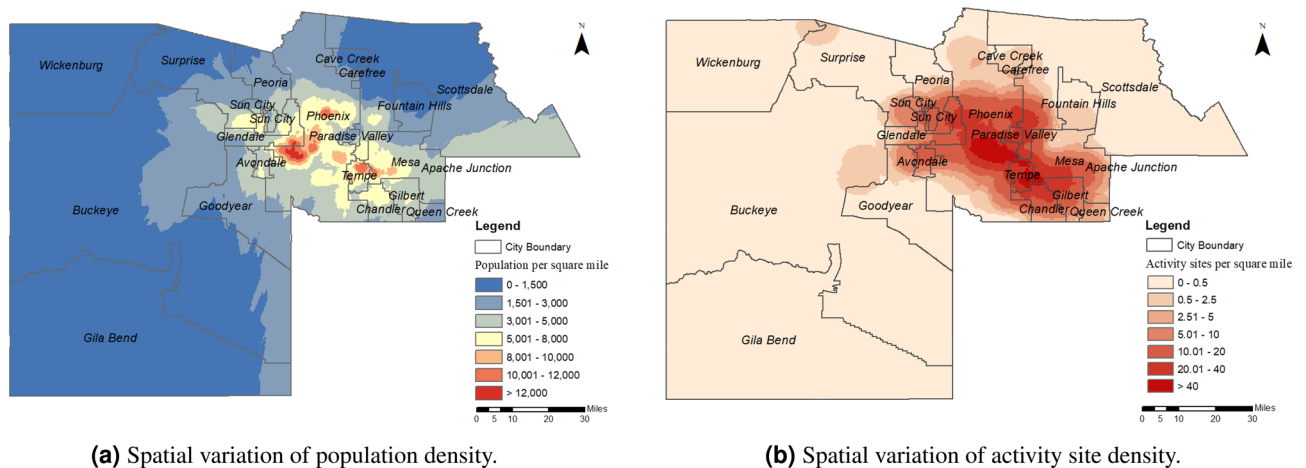 N
Wickenburg
Surprise
Cave Creek
Carefree
Peoria
Scottsdale
Sun City
Fountain Hills
Sun City
Phoenix
Glendale
Paradise Valley
Avondale
Mesa
Apache Junction
Tempe
Gilbert
Buckeye
Goodyear
Chandler
Queen Creek
Gila Bend
Legend
City Boundary
Population per square mile
0 - 1,500
1,501 - 3,000
3,001 - 5,000
5,001 - 8,000
8,001 - 10,000
10,001 - 12,000
> 12,000
0 5 10 20 30 Miles
(a) Spatial variation of population density.
N
Surprise
Cave Creek
Carefree
Wickenburg
Peoria
Scottsdale
Sun City
Fountain Hills
Sun City
Phoenix
Glendale
Paradise Valley
Avondale
Mesa
Apache Junction
Tempe
Gilbert
Buckeye
Goodyear
Chandler
Queen Creek
Gila Bend
Legend
City Boundary
Activity sites per square mile
0 - 0.5
0.5 - 2.5
2.51 - 5
5.01 - 10
10.01 - 20
20.01 - 40
> 40
0 5 10 20 30 Miles
(b) Spatial variation of activity site density.